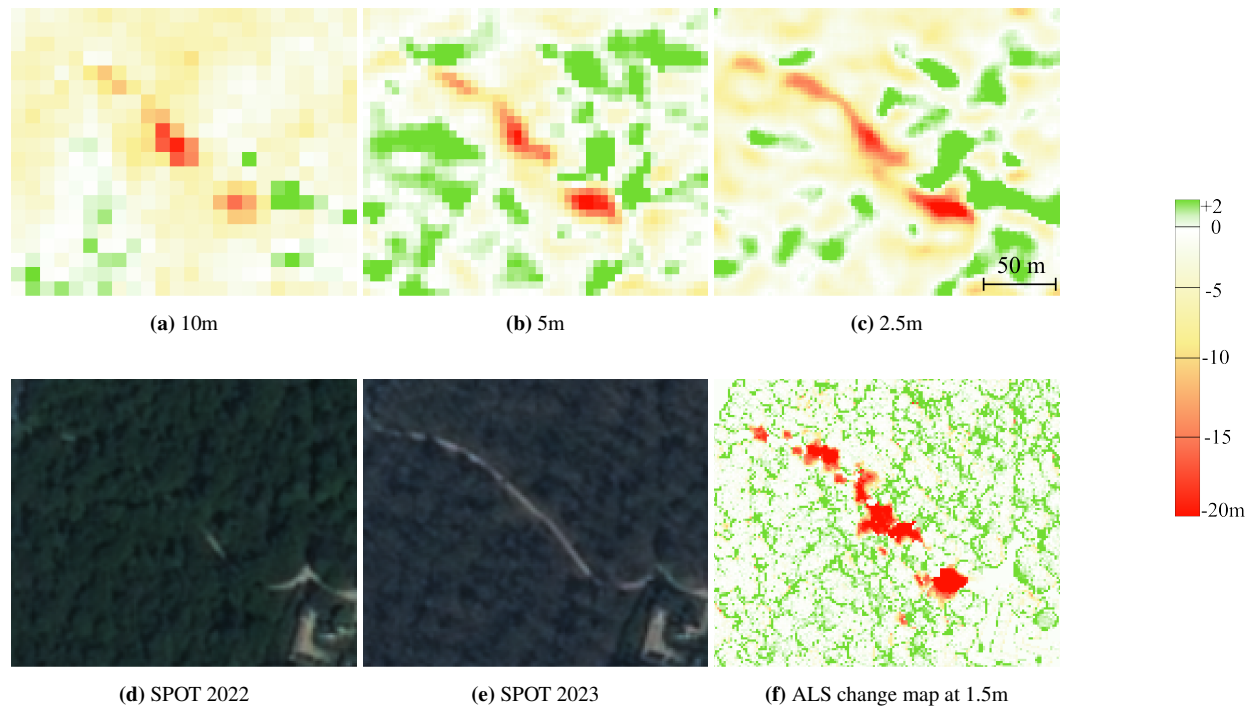 50 m
(a) 10m
(b) 5m
(c) 2.5m
+2
0
-5
-10
-15
-20m
(d) SPOT 2022
(e) SPOT 2023
(f) ALS change map at 1.5m